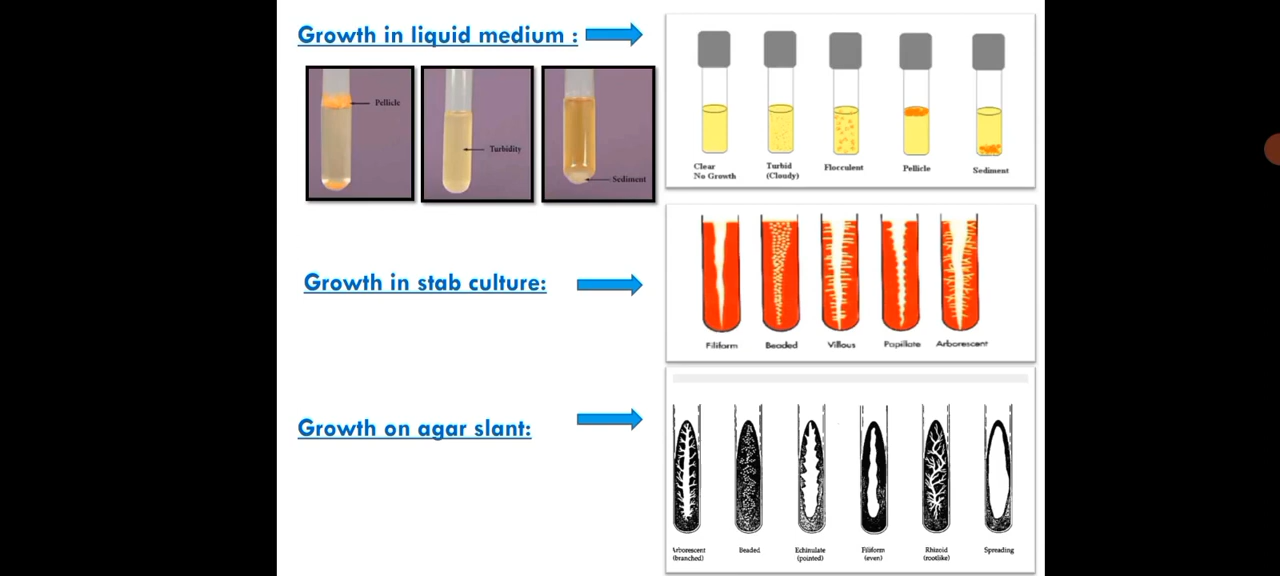 Growth in liquid medium :
Pellicle
Turbidity
Sediment
Clear
No Growth
Turbid
(Cloudy)
Flocculent
Pellicle
Sediment
Growth in stab culture:
Filiform
Beaded
Villous
Papillate
Arborescent
Growth on agar slant:
Arborescent
(branched)
Beaded
Echinulate
(pointed)
Filiform
(even)
Rhizoid
(rootlike)
Spreading